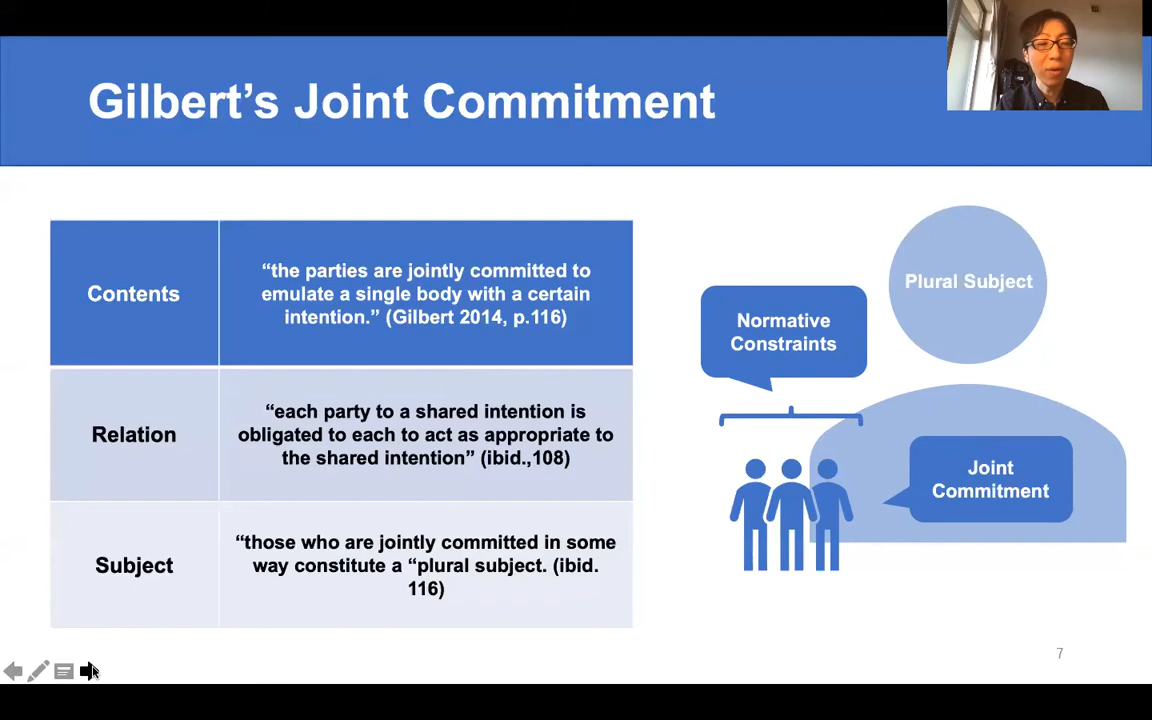 Gilbert’s Joint Commitment
Contents
“the parties are jointly committed to
emulate a single body with a certain
intention.” (Gilbert 2014, p.116)
Relation
“each party to a shared intention is
obligated to each to act as appropriate to
the shared intention” (ibid.,108)
Subject
“those who are jointly committed in some
way constitute a “plural subject. (ibid.
116)
Plural Subject
Normative
Constraints
Joint
Commitment
7